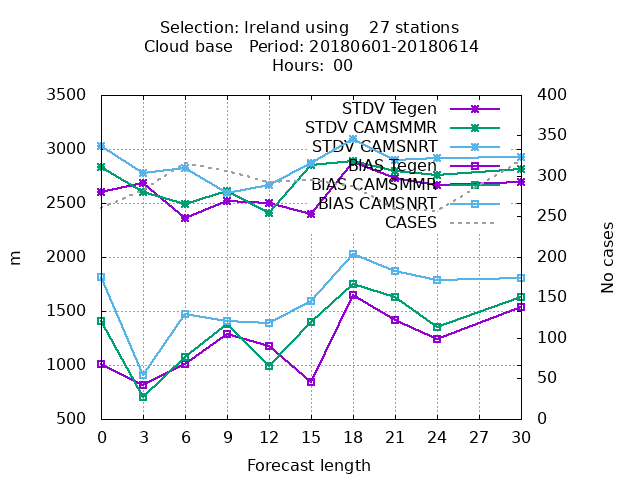 Selection: Ireland using    27 stations
Cloud base   Period: 20180601-20180614
Hours:  00
3500
3000
2500
2000
1500
1000
500
m
400
350
300
250
200
150
100
50
0
No cases
STDV Tegen
STDV CAMSMMR
STDV CAMSNRT
BIAS Tegen
BIAS CAMSMMR
BIAS CAMSNRT
CASES
0 3 6 9 12 15 18 21 24 27 30
Forecast length